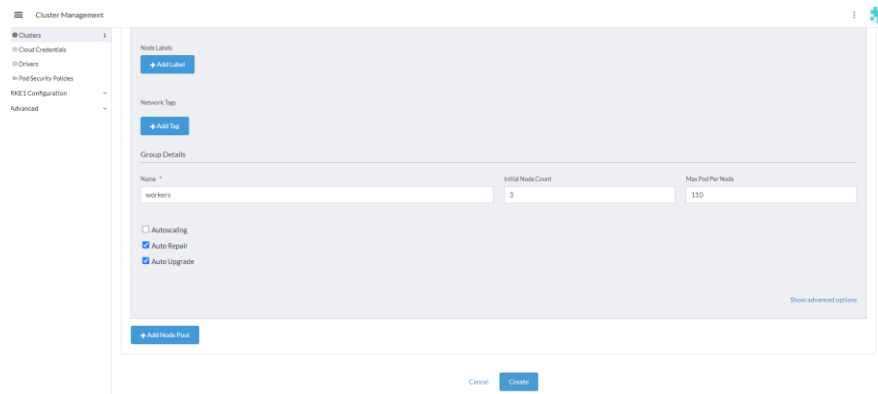 Cluster Management
Clusters 1
Cloud Credentials
Drivers
Pod Security Policies
RKE1 Configuration
Advanced
Node Labels
+ Add Label
Network Tags
+ Add Tag
Group Details
Name * Initial Node Count Max Pod Per Node
workers 3 110
Autoscaling
Auto Repair
Auto Upgrade
Show advanced options
+ Add Node Pool
Cancel Create